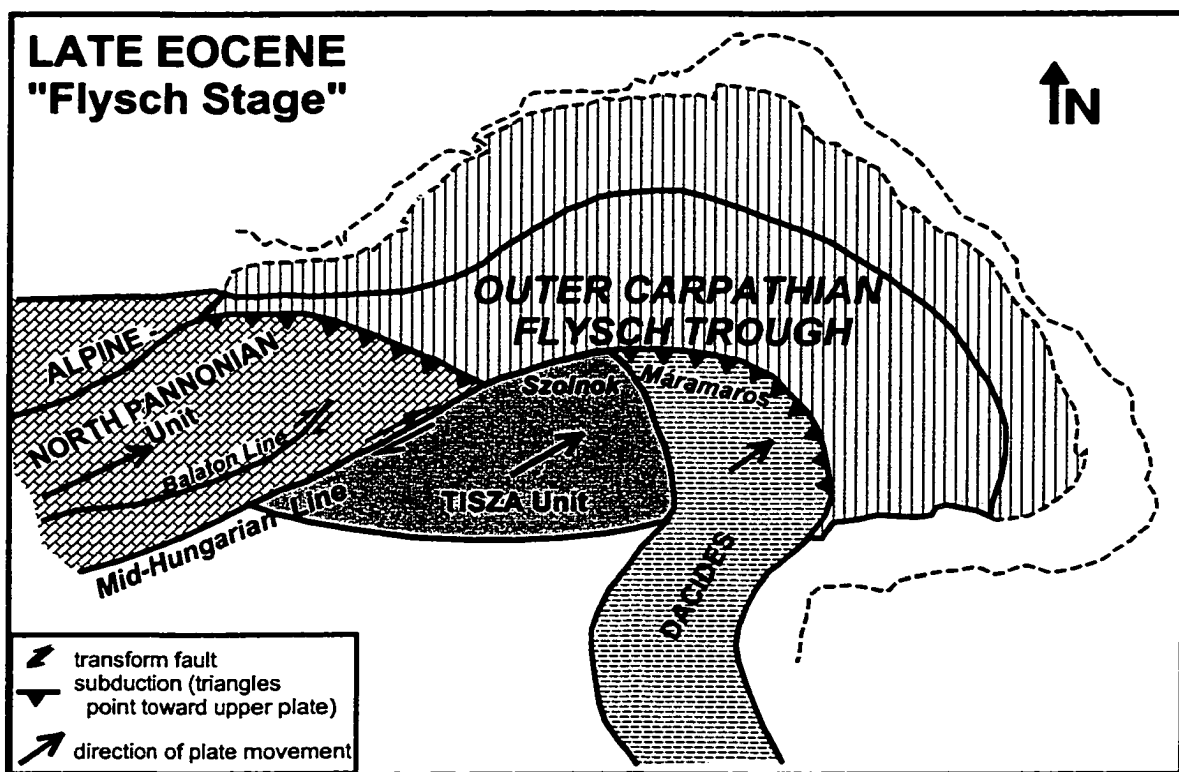 LATE EOCENE
"Flysch Stage"
N
OUTER CARPATHIAN
FLYSCH TROUGH
ALPINE-
NORTH PANNONIAN
Unit
Balaton Line
Mid-Hungarian Line
Szolnok
Máramaros
TISZA Unit
DACIDES
transform fault
subduction (triangles
point toward upper plate)
direction of plate movement